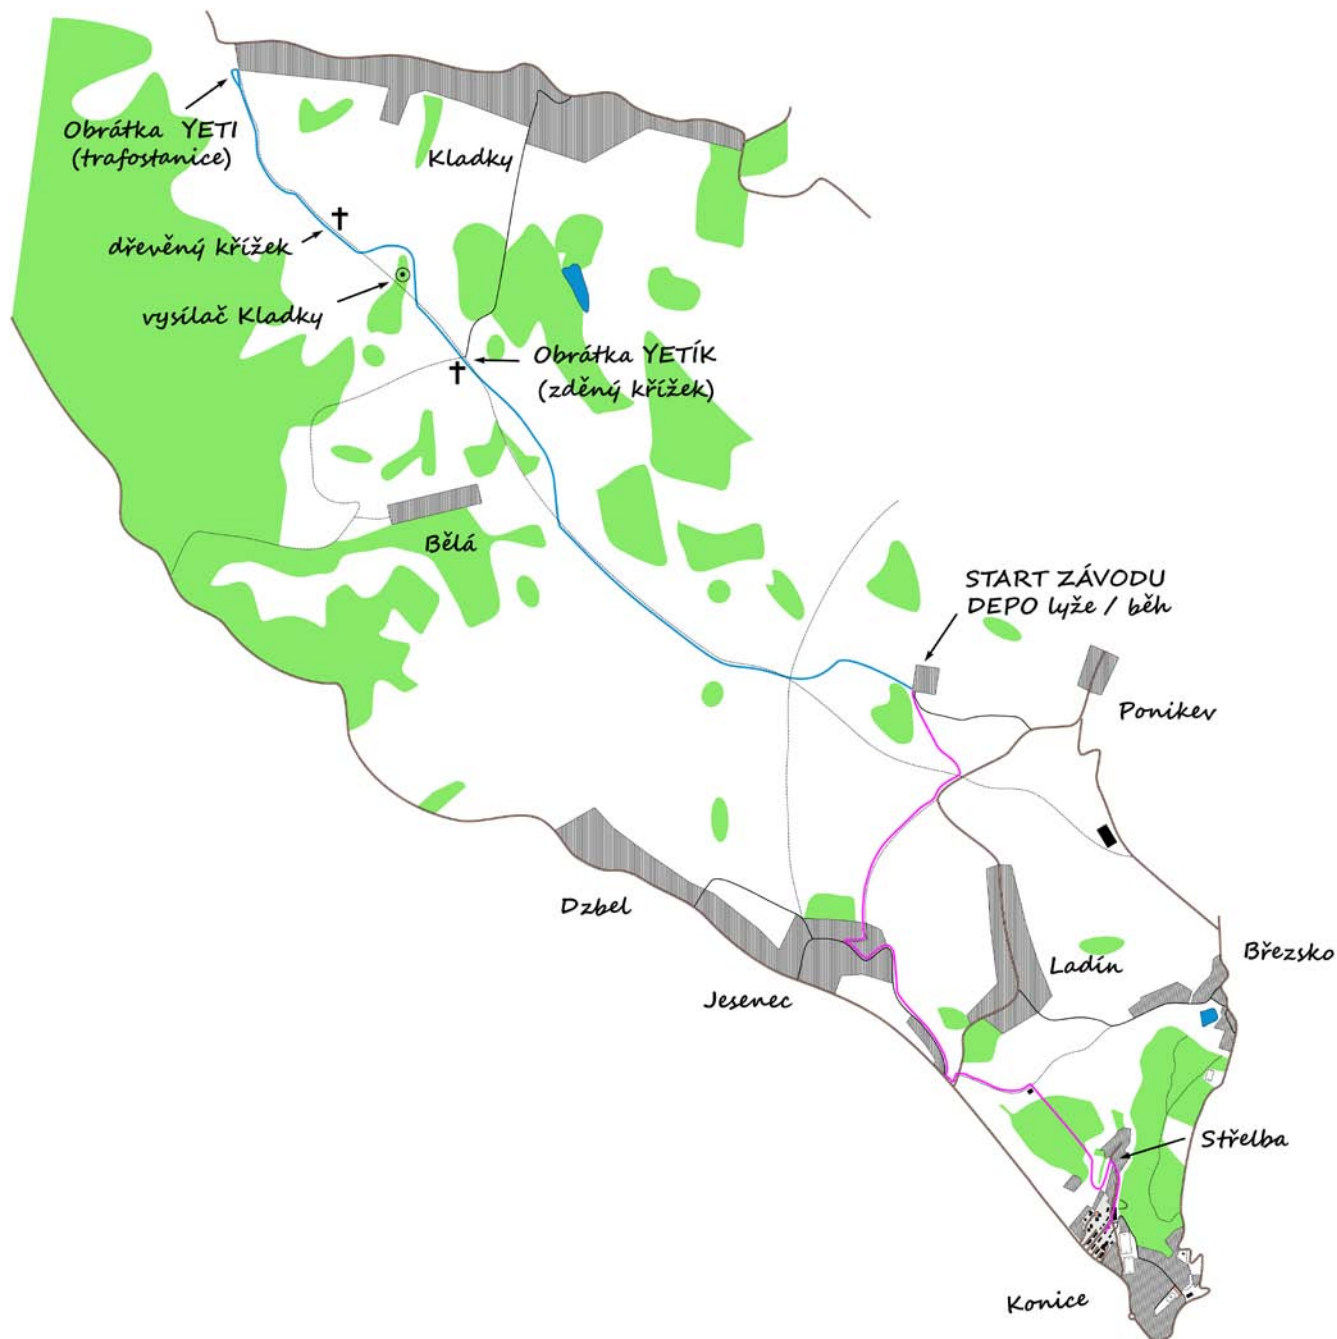 Obrátka YETI
(trafostanice)
Kladky
dřevěný křížek
vysílač Kladky
Obrátka YETÍK
(zděný křížek)
Bělá
START ZÁVODU
DEPO lyže / běh
Ponikev
Dzbel
Jesenec
Ladín
Březsko
Střelba
Konice